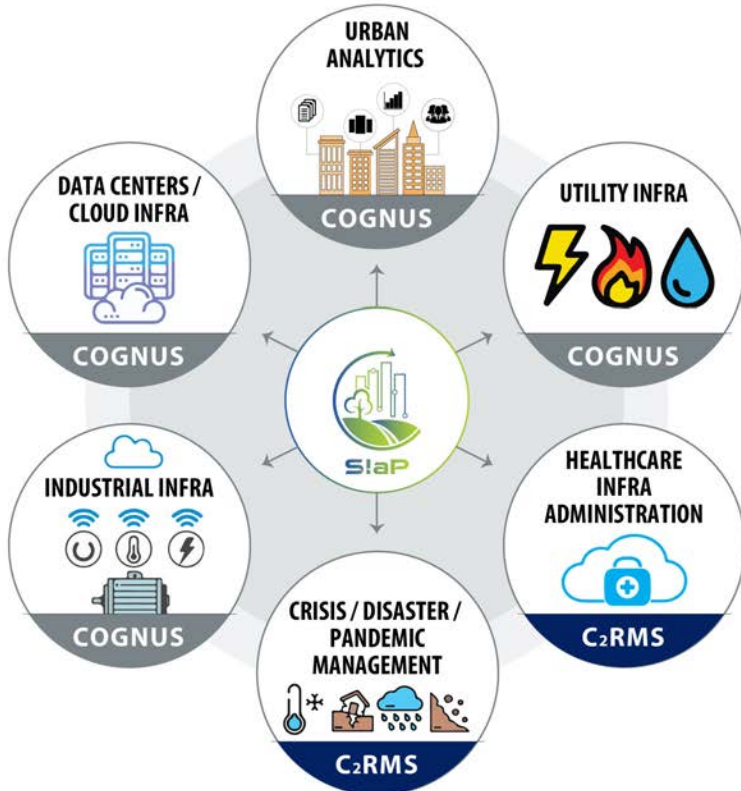 URBAN
ANALYTICS
COGNUS
DATA CENTERS /
CLOUD INFRA
COGNUS
UTILITY INFRA
COGNUS
S!aP
INDUSTRIAL INFRA
COGNUS
HEALTHCARE
INFRA
ADMINISTRATION
C₂RMS
CRISIS / DISASTER /
PANDEMIC
MANAGEMENT
C₂RMS